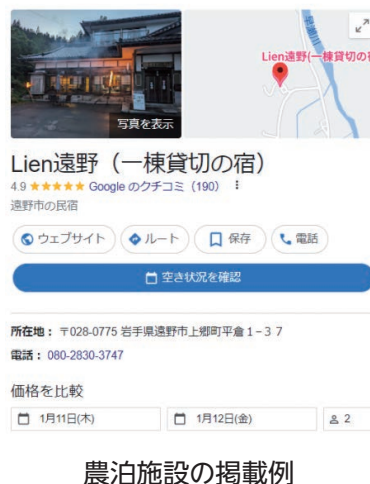 早瀬川
Lien遠野(一棟貸切の宿
写真を表示
Lien遠野（一棟貸切の宿）
4.9 ★★★★★ Google のクチコミ（190）
遠野市の民宿
ウェブサイト ルート 保存 電話
空き状況を確認
所在地： 〒028-0775 岩手県遠野市上郷町平倉１−３７
電話： 080-2830-3747
価格を比較
1月11日(木) 1月12日(金) 2
農泊施設の掲載例